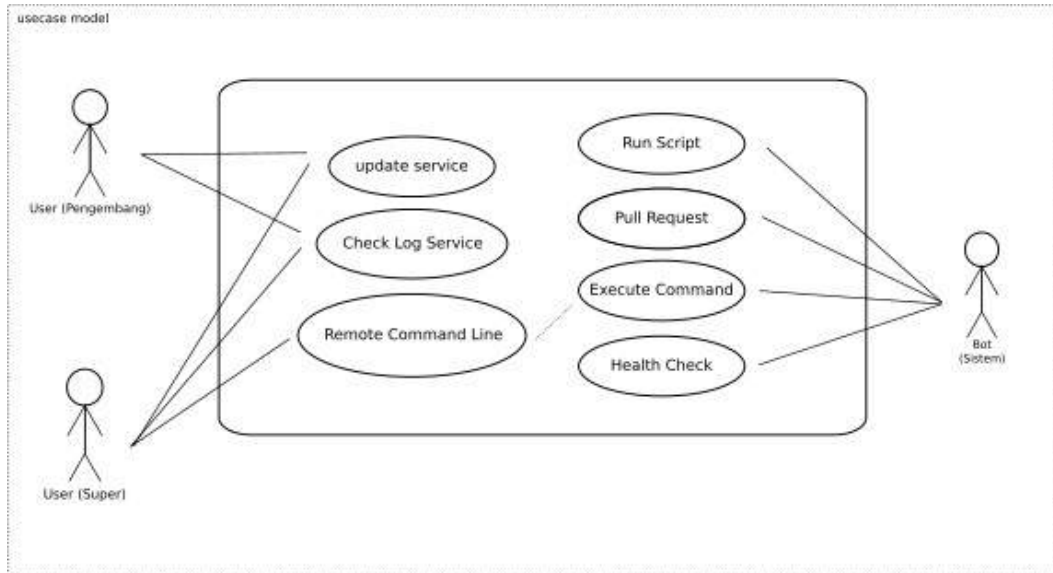 usecase model
User (Pengembang)
User (Super)
update service
Check Log Service
Remote Command Line
Run Script
Pull Request
Execute Command
Health Check
Bot
(Sistem)